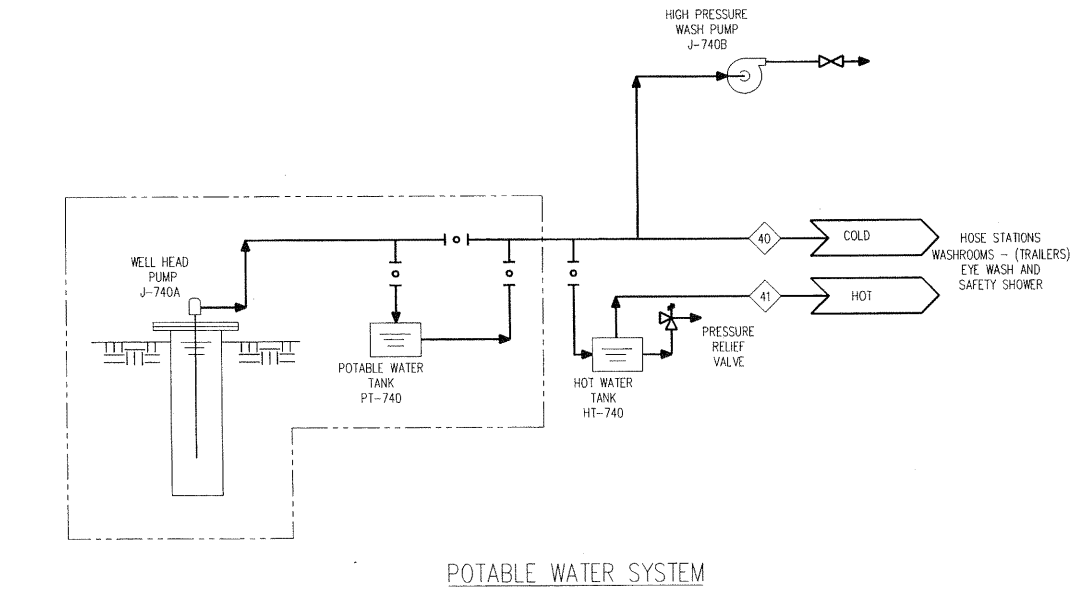 HIGH PRESSURE
WASH PUMP
J-740B
WELL HEAD
PUMP
J-740A
40
COLD
HOSE STATIONS
WASHROOMS - (TRAILERS)
EYE WASH AND
SAFETY SHOWER
41
HOT
PRESSURE
RELIEF
VALVE
POTABLE WATER
TANK
PT-740
HOT WATER
TANK
HT-740
POTABLE WATER SYSTEM